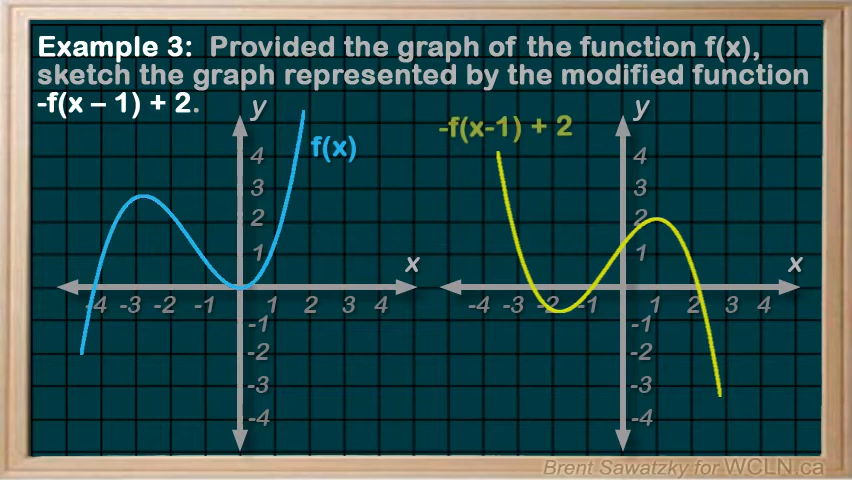 Example 3: Provided the graph of the function f(x),
sketch the graph represented by the modified function
-f(x – 1) + 2.
y
y
f(x)
-f(x-1) + 2
4
3
2
1
x
-4 -3 -2 -1 1 2 3 4
-1
-2
-3
-4
4
3
2
1
x
-4 -3 -2 -1 1 2 3 4
-1
-2
-3
-4
Brent Sawatzky for WCLN.ca